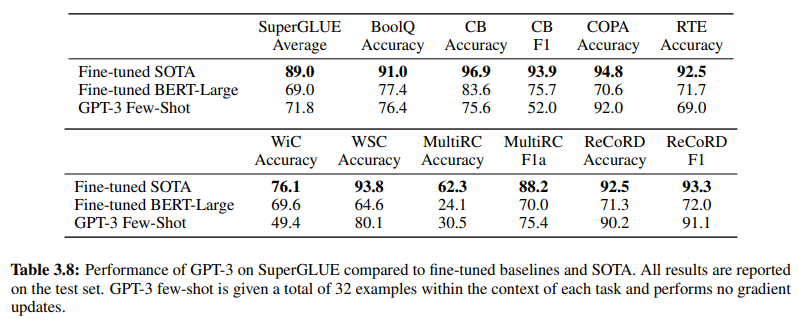 SuperGLUE BoolQ CB CB COPA RTE
Average Accuracy Accuracy F1 Accuracy Accuracy
Fine-tuned SOTA 89.0 91.0 96.9 93.9 94.8 92.5
Fine-tuned BERT-Large 69.0 77.4 83.6 75.7 70.6 71.7
GPT-3 Few-Shot 71.8 76.4 75.6 52.0 92.0 69.0
WiC WSC MultiRC MultiRC ReCoRD ReCoRD
Accuracy Accuracy Accuracy F1a Accuracy F1
Fine-tuned SOTA 76.1 93.8 62.3 88.2 92.5 93.3
Fine-tuned BERT-Large 69.6 64.6 24.1 70.0 71.3 72.0
GPT-3 Few-Shot 49.4 80.1 30.5 75.4 90.2 91.1
Table 3.8: Performance of GPT-3 on SuperGLUE compared to fine-tuned baselines and SOTA. All results are reported
on the test set. GPT-3 few-shot is given a total of 32 examples within the context of each task and performs no gradient
updates.